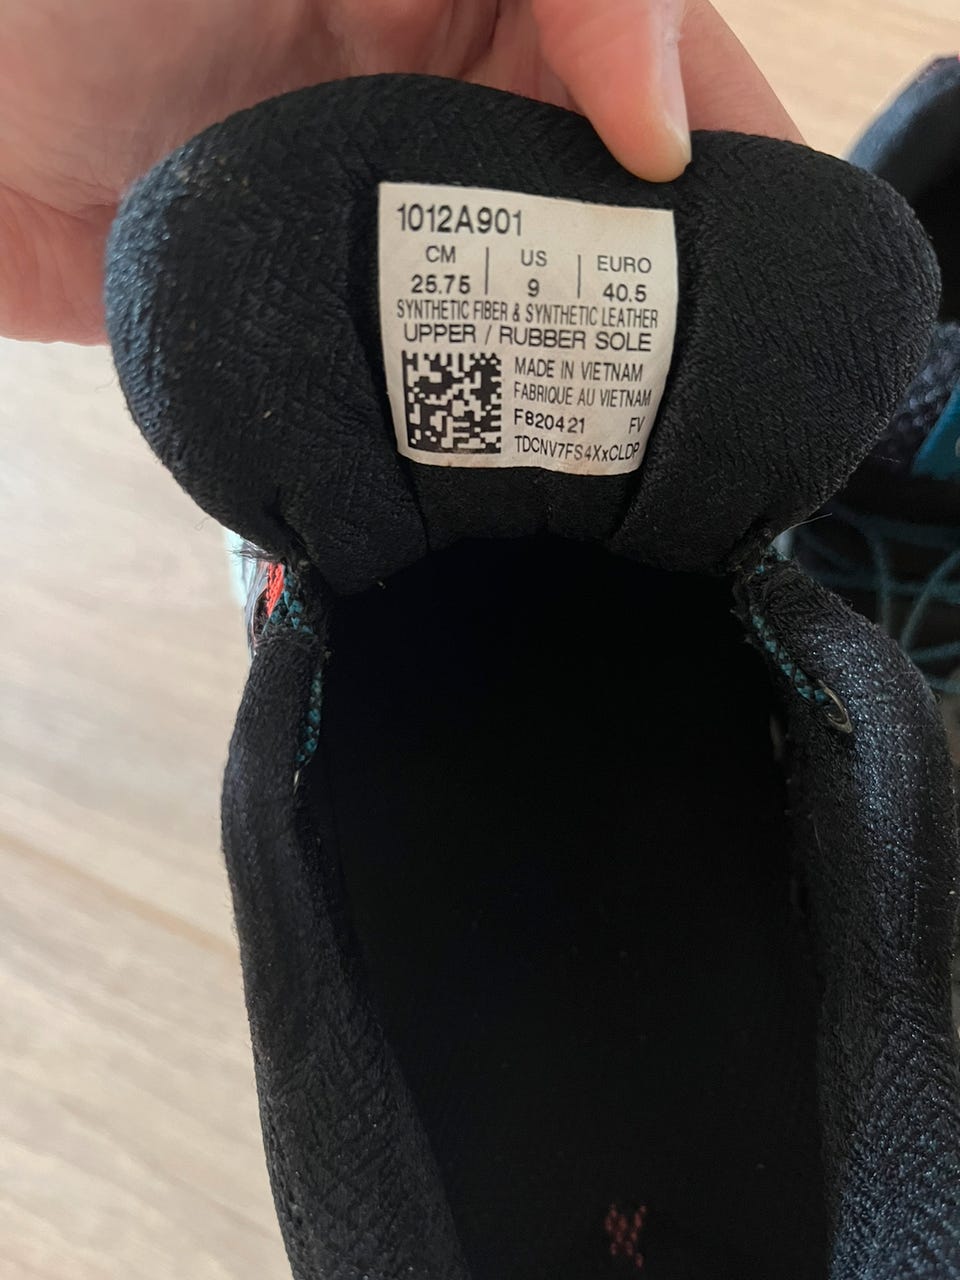 1012A901
CM | US | EURO
25.75 | 9 | 40.5
SYNTHETIC FIBER & SYNTHETIC LEATHER
UPPER / RUBBER SOLE
MADE IN VIETNAM
FABRIQUE AU VIETNAM
F820421 FV
TDCNV7FS4XxCLDP